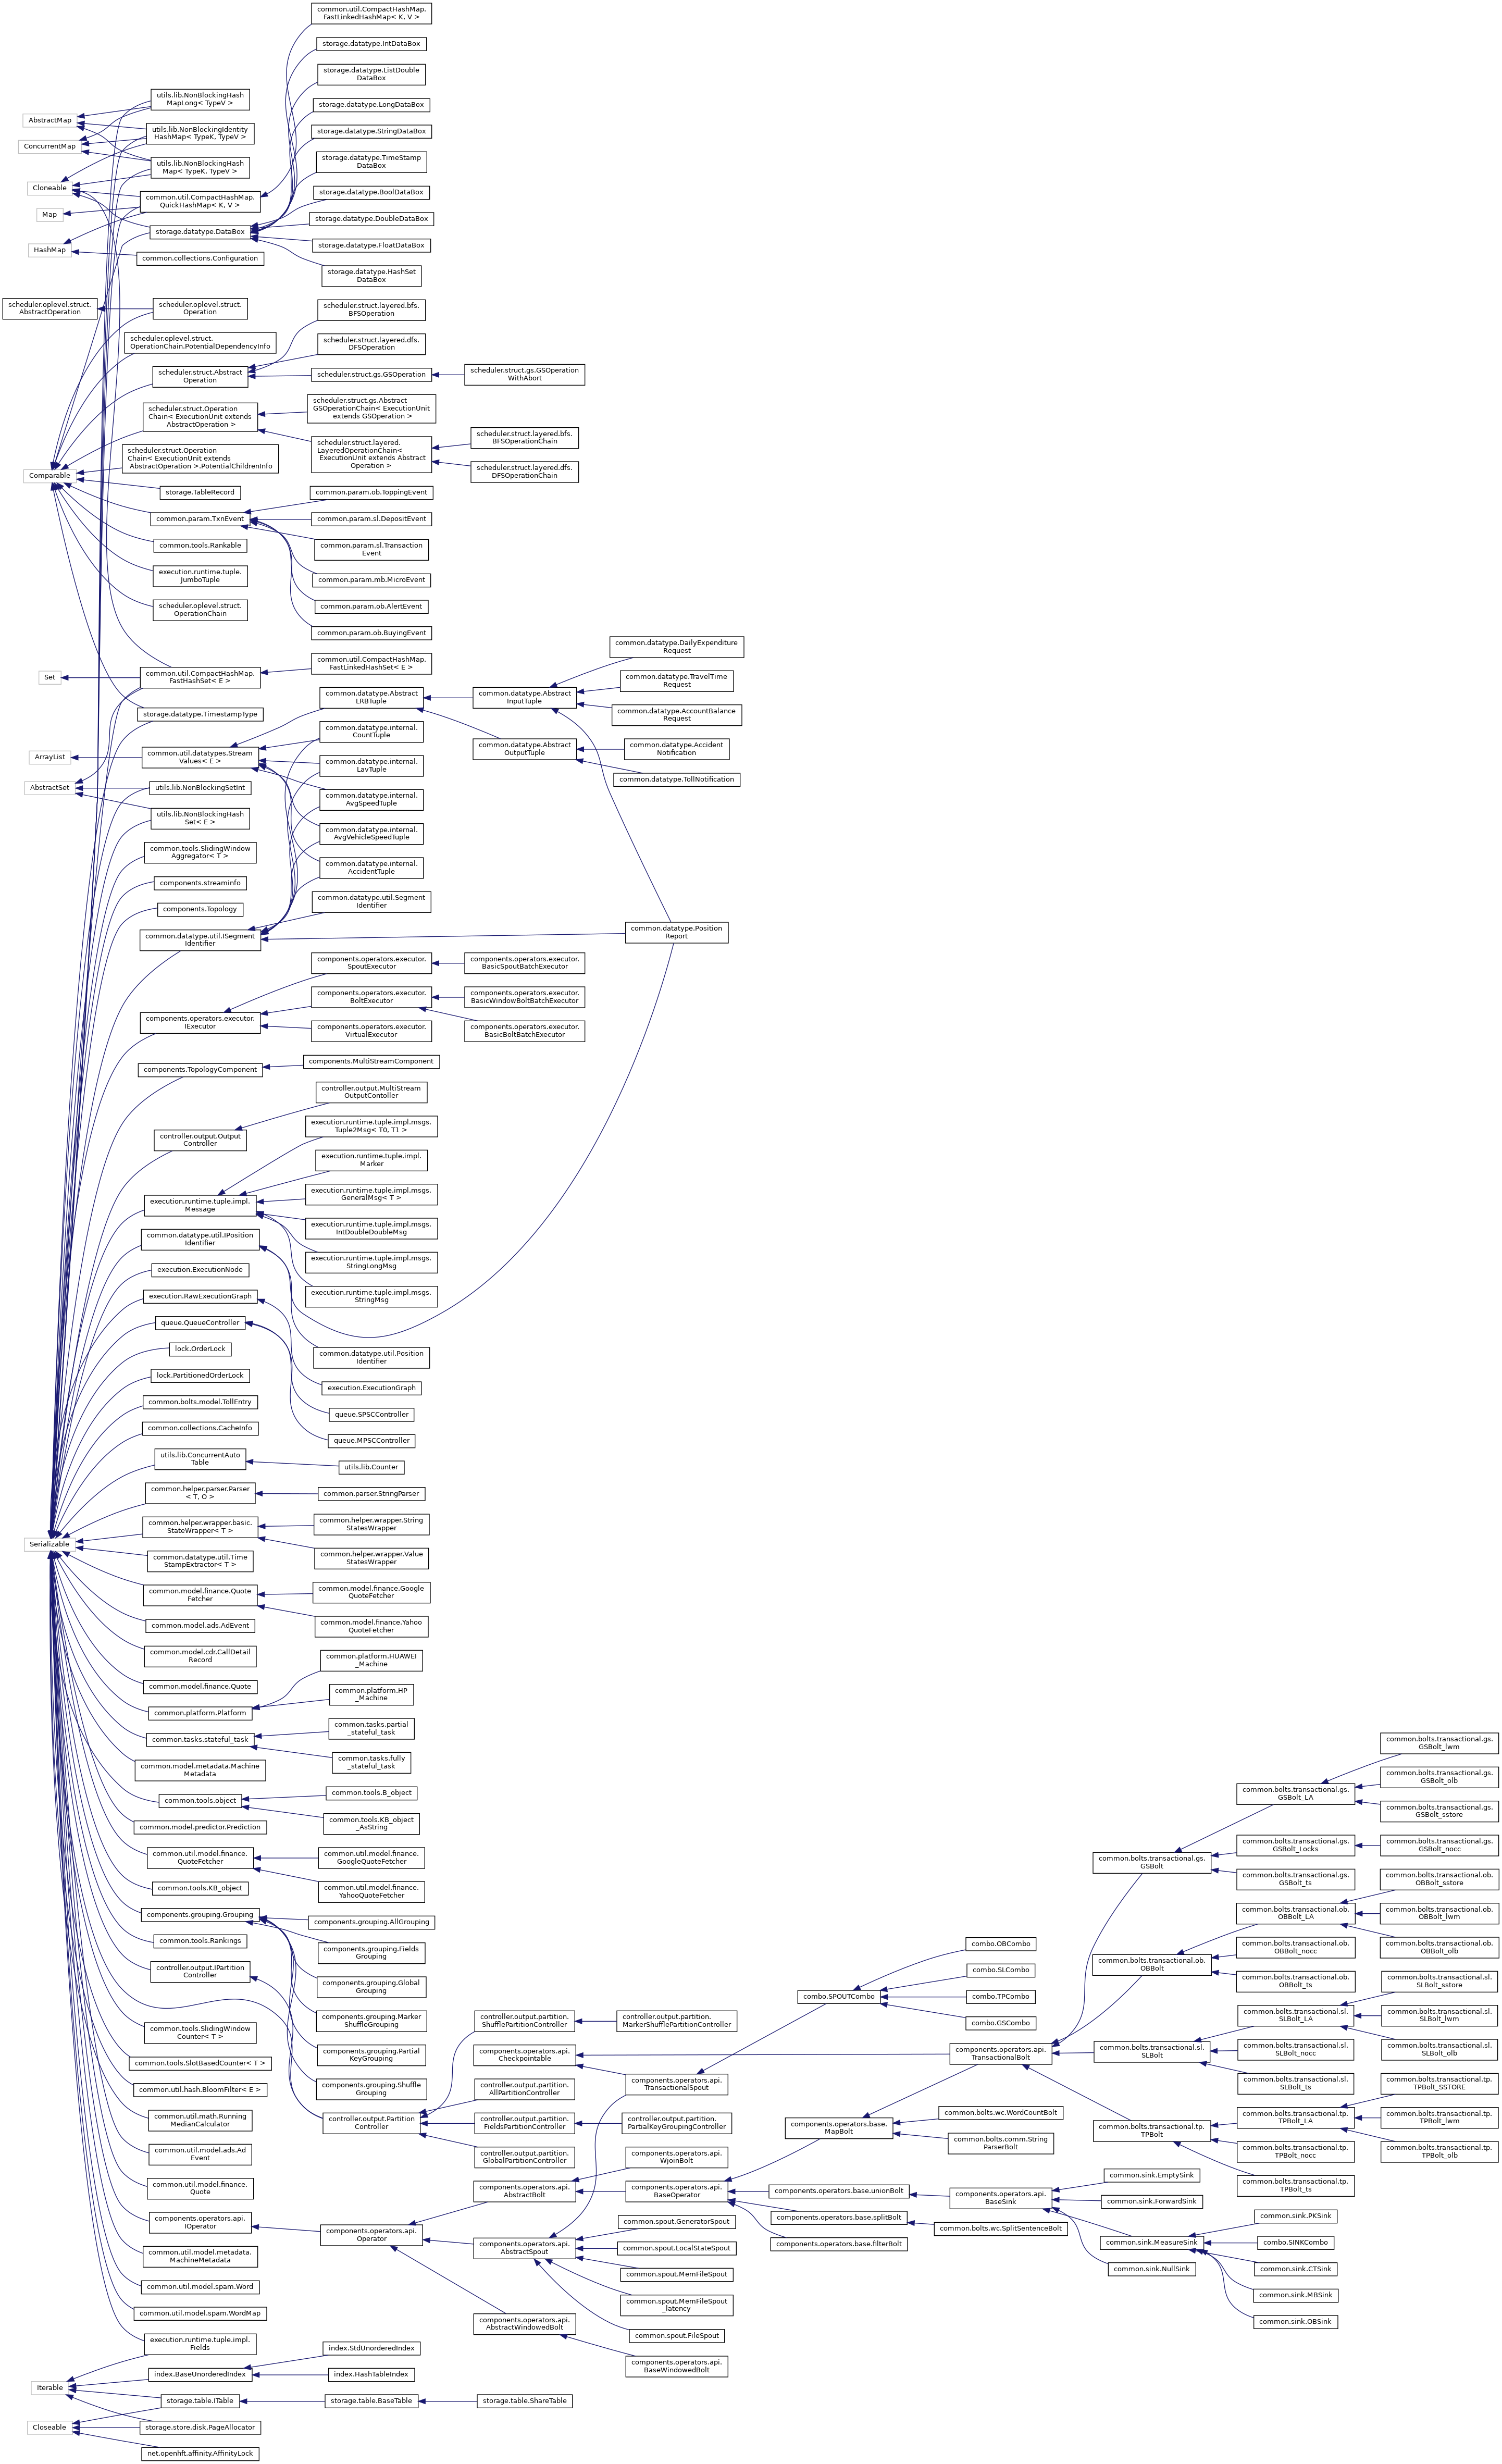 AbstractMap
ConcurrentMap
Cloneable
Map
HashMap
scheduler.oplevel.struct.
AbstractOperation
Comparable
Set
ArrayList
AbstractSet
Serializable
Iterable
Closeable
utils.lib.NonBlockingHash
MapLong< TypeV >
utils.lib.NonBlockingIdentity
HashMap< TypeK, TypeV >
utils.lib.NonBlockingHash
Map< TypeK, TypeV >
common.util.CompactHashMap.
QuickHashMap< K, V >
storage.datatype.DataBox
common.collections.Configuration
scheduler.oplevel.struct.
Operation
scheduler.oplevel.struct.
OperationChain.PotentialDependencyInfo
scheduler.struct.Abstract
Operation
scheduler.struct.Operation
Chain< ExecutionUnit extends
AbstractOperation >
scheduler.struct.Operation
Chain< ExecutionUnit extends
AbstractOperation >.PotentialChildrenInfo
storage.TableRecord
common.param.TxnEvent
common.tools.Rankable
execution.runtime.tuple.
JumboTuple
scheduler.oplevel.struct.
OperationChain
common.util.CompactHashMap.
FastHashSet< E >
storage.datatype.TimestampType
common.util.datatypes.Stream
Values< E >
utils.lib.NonBlockingSetInt
utils.lib.NonBlockingHash
Set< E >
common.tools.SlidingWindow
Aggregator< T >
components.streaminfo
components.Topology
common.datatype.util.ISegment
Identifier
components.operators.executor.
IExecutor
components.TopologyComponent
controller.output.Output
Controller
execution.runtime.tuple.impl.
Message
common.datatype.util.IPosition
Identifier
execution.ExecutionNode
execution.RawExecutionGraph
queue.QueueController
lock.OrderLock
lock.PartitionedOrderLock
common.bolts.model.TollEntry
common.collections.CacheInfo
utils.lib.ConcurrentAuto
Table
common.helper.parser.Parser
< T, O >
common.helper.wrapper.basic.
StateWrapper< T >
common.datatype.util.Time
StampExtractor< T >
common.model.finance.Quote
Fetcher
common.model.ads.AdEvent
common.model.cdr.CallDetail
Record
common.model.finance.Quote
common.platform.Platform
common.tasks.stateful_task
common.model.metadata.Machine
Metadata
common.tools.object
common.model.predictor.Prediction
common.util.model.finance.
QuoteFetcher
common.tools.KB_object
components.grouping.Grouping
common.tools.Rankings
controller.output.IPartition
Controller
common.tools.SlidingWindow
Counter< T >
common.tools.SlotBasedCounter< T >
common.util.hash.BloomFilter< E >
common.util.math.Running
MedianCalculator
common.util.model.ads.Ad
Event
common.util.model.finance.
Quote
components.operators.api.
IOperator
common.util.model.metadata.
MachineMetadata
common.util.model.spam.Word
common.util.model.spam.WordMap
execution.runtime.tuple.impl.
Fields
index.BaseUnorderedIndex
storage.table.ITable
storage.store.disk.PageAllocator
net.openhft.affinity.AffinityLock
common.util.CompactHashMap.
FastLinkedHashMap< K, V >
storage.datatype.IntDataBox
storage.datatype.ListDouble
DataBox
storage.datatype.LongDataBox
storage.datatype.StringDataBox
storage.datatype.TimeStamp
DataBox
storage.datatype.BoolDataBox
storage.datatype.DoubleDataBox
storage.datatype.FloatDataBox
storage.datatype.HashSet
DataBox
scheduler.struct.layered.bfs.
BFSOperation
scheduler.struct.layered.dfs.
DFSOperation
scheduler.struct.gs.GSOperation
scheduler.struct.gs.Abstract
GSOperationChain< ExecutionUnit
extends GSOperation >
scheduler.struct.layered.
LayeredOperationChain<
ExecutionUnit extends Abstract
Operation >
common.param.ob.ToppingEvent
common.param.sl.DepositEvent
common.param.sl.Transaction
Event
common.param.mb.MicroEvent
common.param.ob.AlertEvent
common.param.ob.BuyingEvent
common.util.CompactHashMap.
FastLinkedHashSet< E >
common.datatype.Abstract
LRBTuple
common.datatype.internal.
CountTuple
common.datatype.internal.
LavTuple
common.datatype.internal.
AvgSpeedTuple
common.datatype.internal.
AvgVehicleSpeedTuple
common.datatype.internal.
AccidentTuple
common.datatype.util.Segment
Identifier
components.operators.executor.
SpoutExecutor
components.operators.executor.
BoltExecutor
components.operators.executor.
VirtualExecutor
components.MultiStreamComponent
controller.output.MultiStream
OutputContoller
execution.runtime.tuple.impl.msgs.
Tuple2Msg< T0, T1 >
execution.runtime.tuple.impl.
Marker
execution.runtime.tuple.impl.msgs.
GeneralMsg< T >
execution.runtime.tuple.impl.msgs.
IntDoubleDoubleMsg
execution.runtime.tuple.impl.msgs.
StringLongMsg
execution.runtime.tuple.impl.msgs.
StringMsg
common.datatype.util.Position
Identifier
execution.ExecutionGraph
queue.SPSCController
queue.MPSCController
utils.lib.Counter
common.parser.StringParser
common.helper.wrapper.String
StatesWrapper
common.helper.wrapper.Value
StatesWrapper
common.model.finance.Google
QuoteFetcher
common.model.finance.Yahoo
QuoteFetcher
common.platform.HUAWEI
_Machine
common.platform.HP
_Machine
common.tasks.partial
_stateful_task
common.tasks.fully
_stateful_task
common.tools.B_object
common.tools.KB_object
_AsString
common.util.model.finance.
GoogleQuoteFetcher
common.util.model.finance.
YahooQuoteFetcher
components.grouping.AllGrouping
components.grouping.Fields
Grouping
components.grouping.Global
Grouping
components.grouping.Marker
ShuffleGrouping
components.grouping.Partial
KeyGrouping
components.grouping.Shuffle
Grouping
controller.output.Partition
Controller
components.operators.api.
Operator
index.StdUnorderedIndex
index.HashTableIndex
storage.table.BaseTable
scheduler.struct.gs.GSOperation
WithAbort
scheduler.struct.layered.bfs.
BFSOperationChain
scheduler.struct.layered.dfs.
DFSOperationChain
common.datatype.Abstract
InputTuple
common.datatype.Abstract
OutputTuple
components.operators.executor.
BasicSpoutBatchExecutor
components.operators.executor.
BasicWindowBoltBatchExecutor
components.operators.executor.
BasicBoltBatchExecutor
controller.output.partition.
ShufflePartitionController
components.operators.api.
Checkpointable
controller.output.partition.
AllPartitionController
controller.output.partition.
FieldsPartitionController
controller.output.partition.
GlobalPartitionController
components.operators.api.
AbstractBolt
components.operators.api.
AbstractSpout
components.operators.api.
AbstractWindowedBolt
storage.table.ShareTable
common.datatype.DailyExpenditure
Request
common.datatype.TravelTime
Request
common.datatype.AccountBalance
Request
common.datatype.Accident
Notification
common.datatype.TollNotification
common.datatype.Position
Report
controller.output.partition.
MarkerShufflePartitionController
components.operators.api.
TransactionalSpout
controller.output.partition.
PartialKeyGroupingController
components.operators.api.
WjoinBolt
components.operators.api.
BaseOperator
common.spout.GeneratorSpout
common.spout.LocalStateSpout
common.spout.MemFileSpout
common.spout.MemFileSpout
_latency
common.spout.FileSpout
components.operators.api.
BaseWindowedBolt
combo.SPOUTCombo
components.operators.base.
MapBolt
components.operators.base.unionBolt
components.operators.base.splitBolt
components.operators.base.filterBolt
combo.OBCombo
combo.SLCombo
combo.TPCombo
combo.GSCombo
components.operators.api.
TransactionalBolt
common.bolts.wc.WordCountBolt
common.bolts.comm.String
ParserBolt
components.operators.api.
BaseSink
common.bolts.wc.SplitSentenceBolt
common.bolts.transactional.gs.
GSBolt
common.bolts.transactional.ob.
OBBolt
common.bolts.transactional.sl.
SLBolt
common.bolts.transactional.tp.
TPBolt
common.sink.EmptySink
common.sink.ForwardSink
common.sink.MeasureSink
common.sink.NullSink
common.bolts.transactional.gs.
GSBolt_LA
common.bolts.transactional.gs.
GSBolt_Locks
common.bolts.transactional.gs.
GSBolt_ts
common.bolts.transactional.ob.
OBBolt_LA
common.bolts.transactional.ob.
OBBolt_nocc
common.bolts.transactional.ob.
OBBolt_ts
common.bolts.transactional.sl.
SLBolt_LA
common.bolts.transactional.sl.
SLBolt_nocc
common.bolts.transactional.sl.
SLBolt_ts
common.bolts.transactional.tp.
TPBolt_LA
common.bolts.transactional.tp.
TPBolt_nocc
common.bolts.transactional.tp.
TPBolt_ts
common.sink.PKSink
combo.SINKCombo
common.sink.CTSink
common.sink.MBSink
common.sink.OBSink
common.bolts.transactional.gs.
GSBolt_lwm
common.bolts.transactional.gs.
GSBolt_olb
common.bolts.transactional.gs.
GSBolt_sstore
common.bolts.transactional.gs.
GSBolt_nocc
common.bolts.transactional.ob.
OBBolt_sstore
common.bolts.transactional.ob.
OBBolt_lwm
common.bolts.transactional.ob.
OBBolt_olb
common.bolts.transactional.sl.
SLBolt_sstore
common.bolts.transactional.sl.
SLBolt_lwm
common.bolts.transactional.sl.
SLBolt_olb
common.bolts.transactional.tp.
TPBolt_SSTORE
common.bolts.transactional.tp.
TPBolt_lwm
common.bolts.transactional.tp.
TPBolt_olb